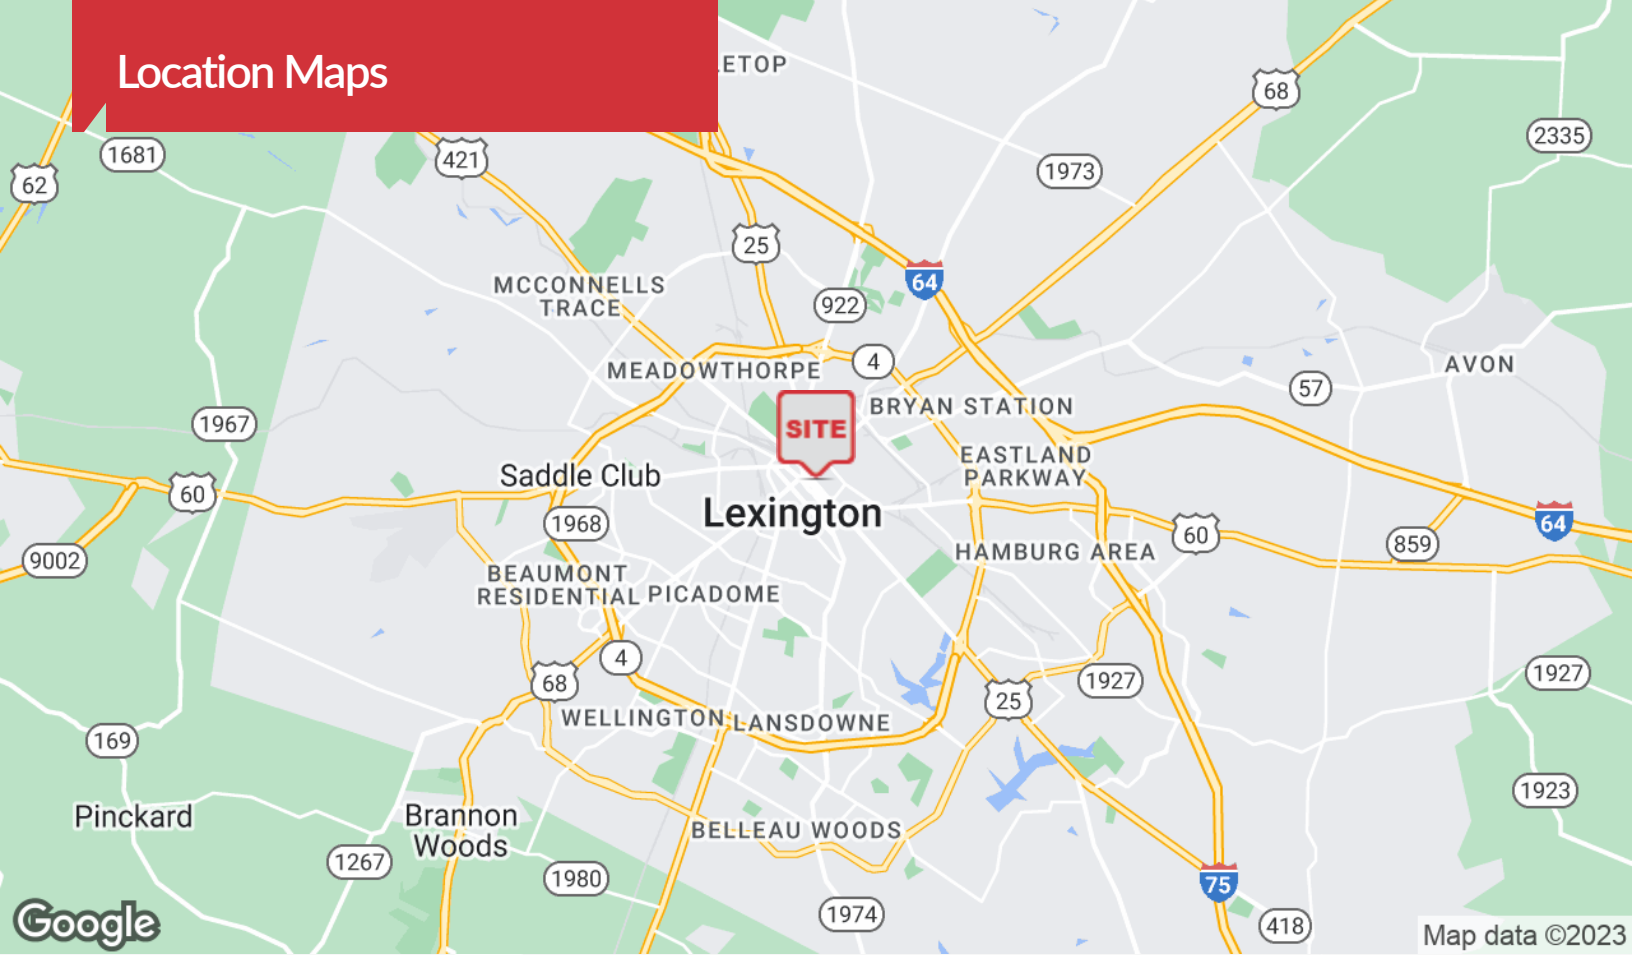 Location Maps
LETOP
68
2335
1681
421
1973
62
25
64
MCCONNELLS
TRACE
922
4
MEADOWTHORPE
AVON
57
BRYAN STATION
1967
SITE
EASTLAND
PARKWAY
Saddle Club
60
Lexington
1968
64
60
859
HAMBURG AREA
9002
BEAUMONT
RESIDENTIAL
PICADOME
4
68
1927
1927
25
WELLINGTON
LANSDOWNE
169
1923
Pinckard
Brannon
Woods
BELLEAU WOODS
1267
1980
75
1974
418
Google
Map data ©2023